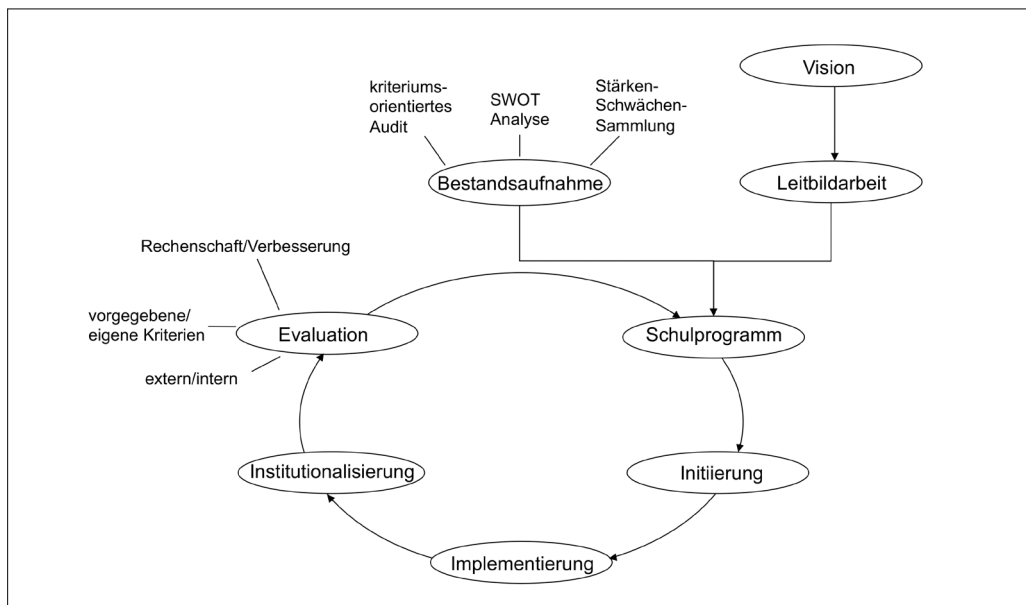 Vision
kriteriums-
orientiertes
Audit
SWOT
Analyse
Stärken-
Schwächen-
Sammlung
Bestandsaufnahme
Leitbildarbeit
Rechenschaft/Verbesserung
vorgegebene/
eigene Kriterien
extern/intern
Evaluation
Schulprogramm
Institutionalisierung
Initiierung
Implementierung